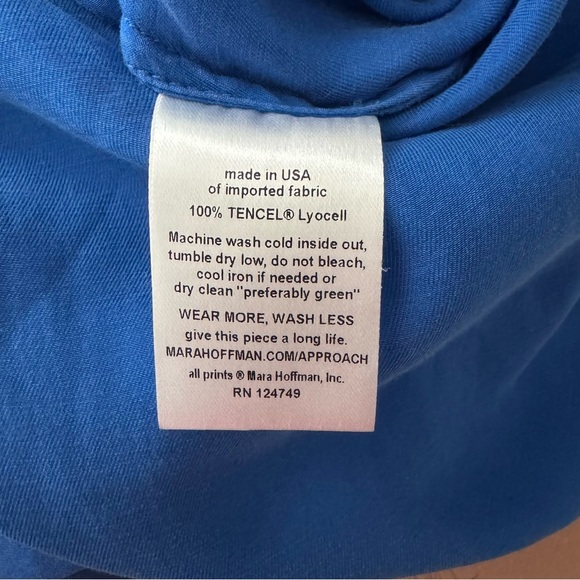 made in USA
of imported fabric
100% TENCEL® Lyocell
Machine wash cold inside out,
tumble dry low, do not bleach,
cool iron if needed or
dry clean "preferably green"
WEAR MORE, WASH LESS
give this piece a long life.
MARAHOFFMAN.COM/APPROACH
all prints ® Mara Hoffman, Inc.
RN 124749